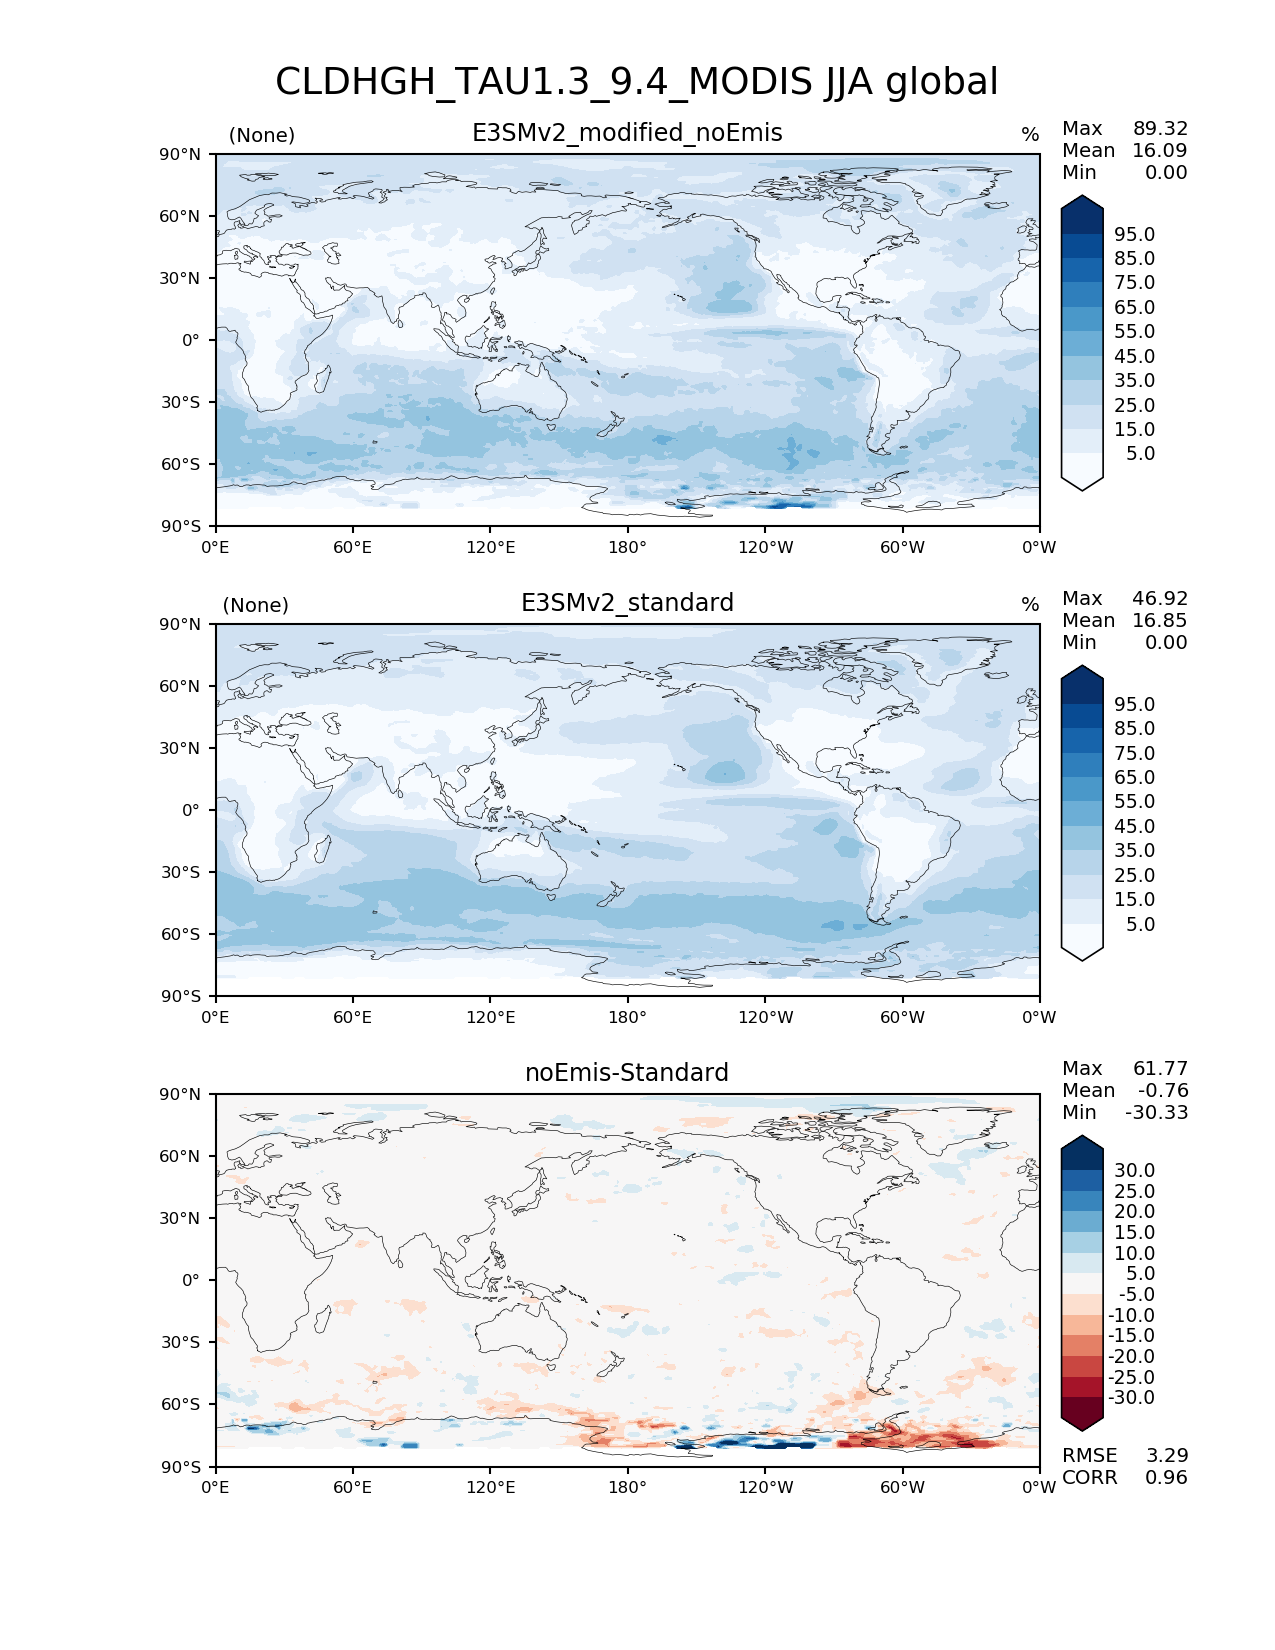 CLDHGH_TAU1.3_9.4_MODIS JJA global
(None) E3SMv2_modified_noEmis %
Max 89.32
Mean 16.09
Min 0.00
90°N
60°N
30°N
0°
30°S
60°S
90°S
0°E 60°E 120°E 180° 120°W 60°W 0°W
95.0
85.0
75.0
65.0
55.0
45.0
35.0
25.0
15.0
5.0
(None) E3SMv2_standard %
Max 46.92
Mean 16.85
Min 0.00
90°N
60°N
30°N
0°
30°S
60°S
90°S
0°E 60°E 120°E 180° 120°W 60°W 0°W
95.0
85.0
75.0
65.0
55.0
45.0
35.0
25.0
15.0
5.0
noEmis-Standard
Max 61.77
Mean -0.76
Min -30.33
90°N
60°N
30°N
0°
30°S
60°S
90°S
0°E 60°E 120°E 180° 120°W 60°W 0°W
30.0
25.0
20.0
15.0
10.0
5.0
-5.0
-10.0
-15.0
-20.0
-25.0
-30.0
RMSE 3.29
CORR 0.96